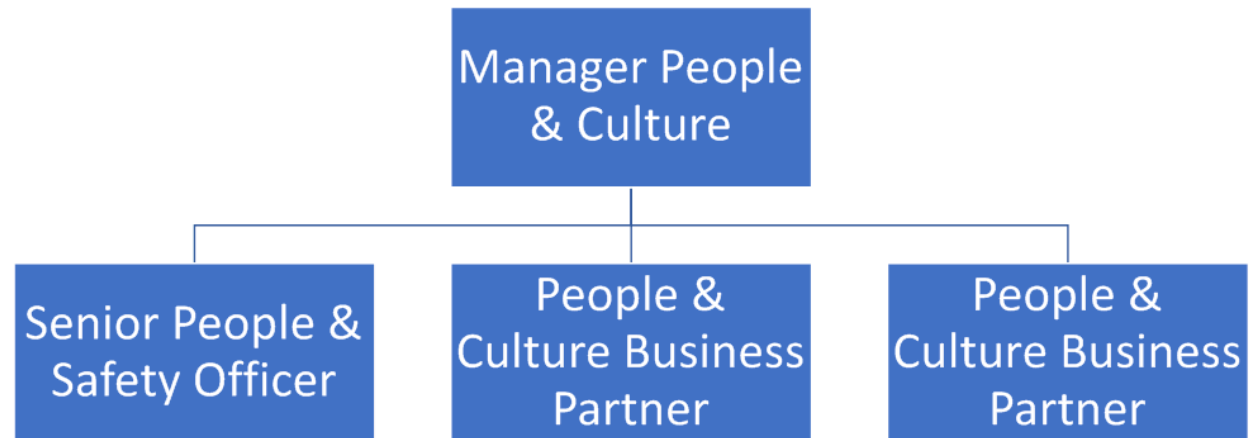 Manager People
& Culture
Senior People &
Safety Officer
People &
Culture Business
Partner
People &
Culture Business
Partner